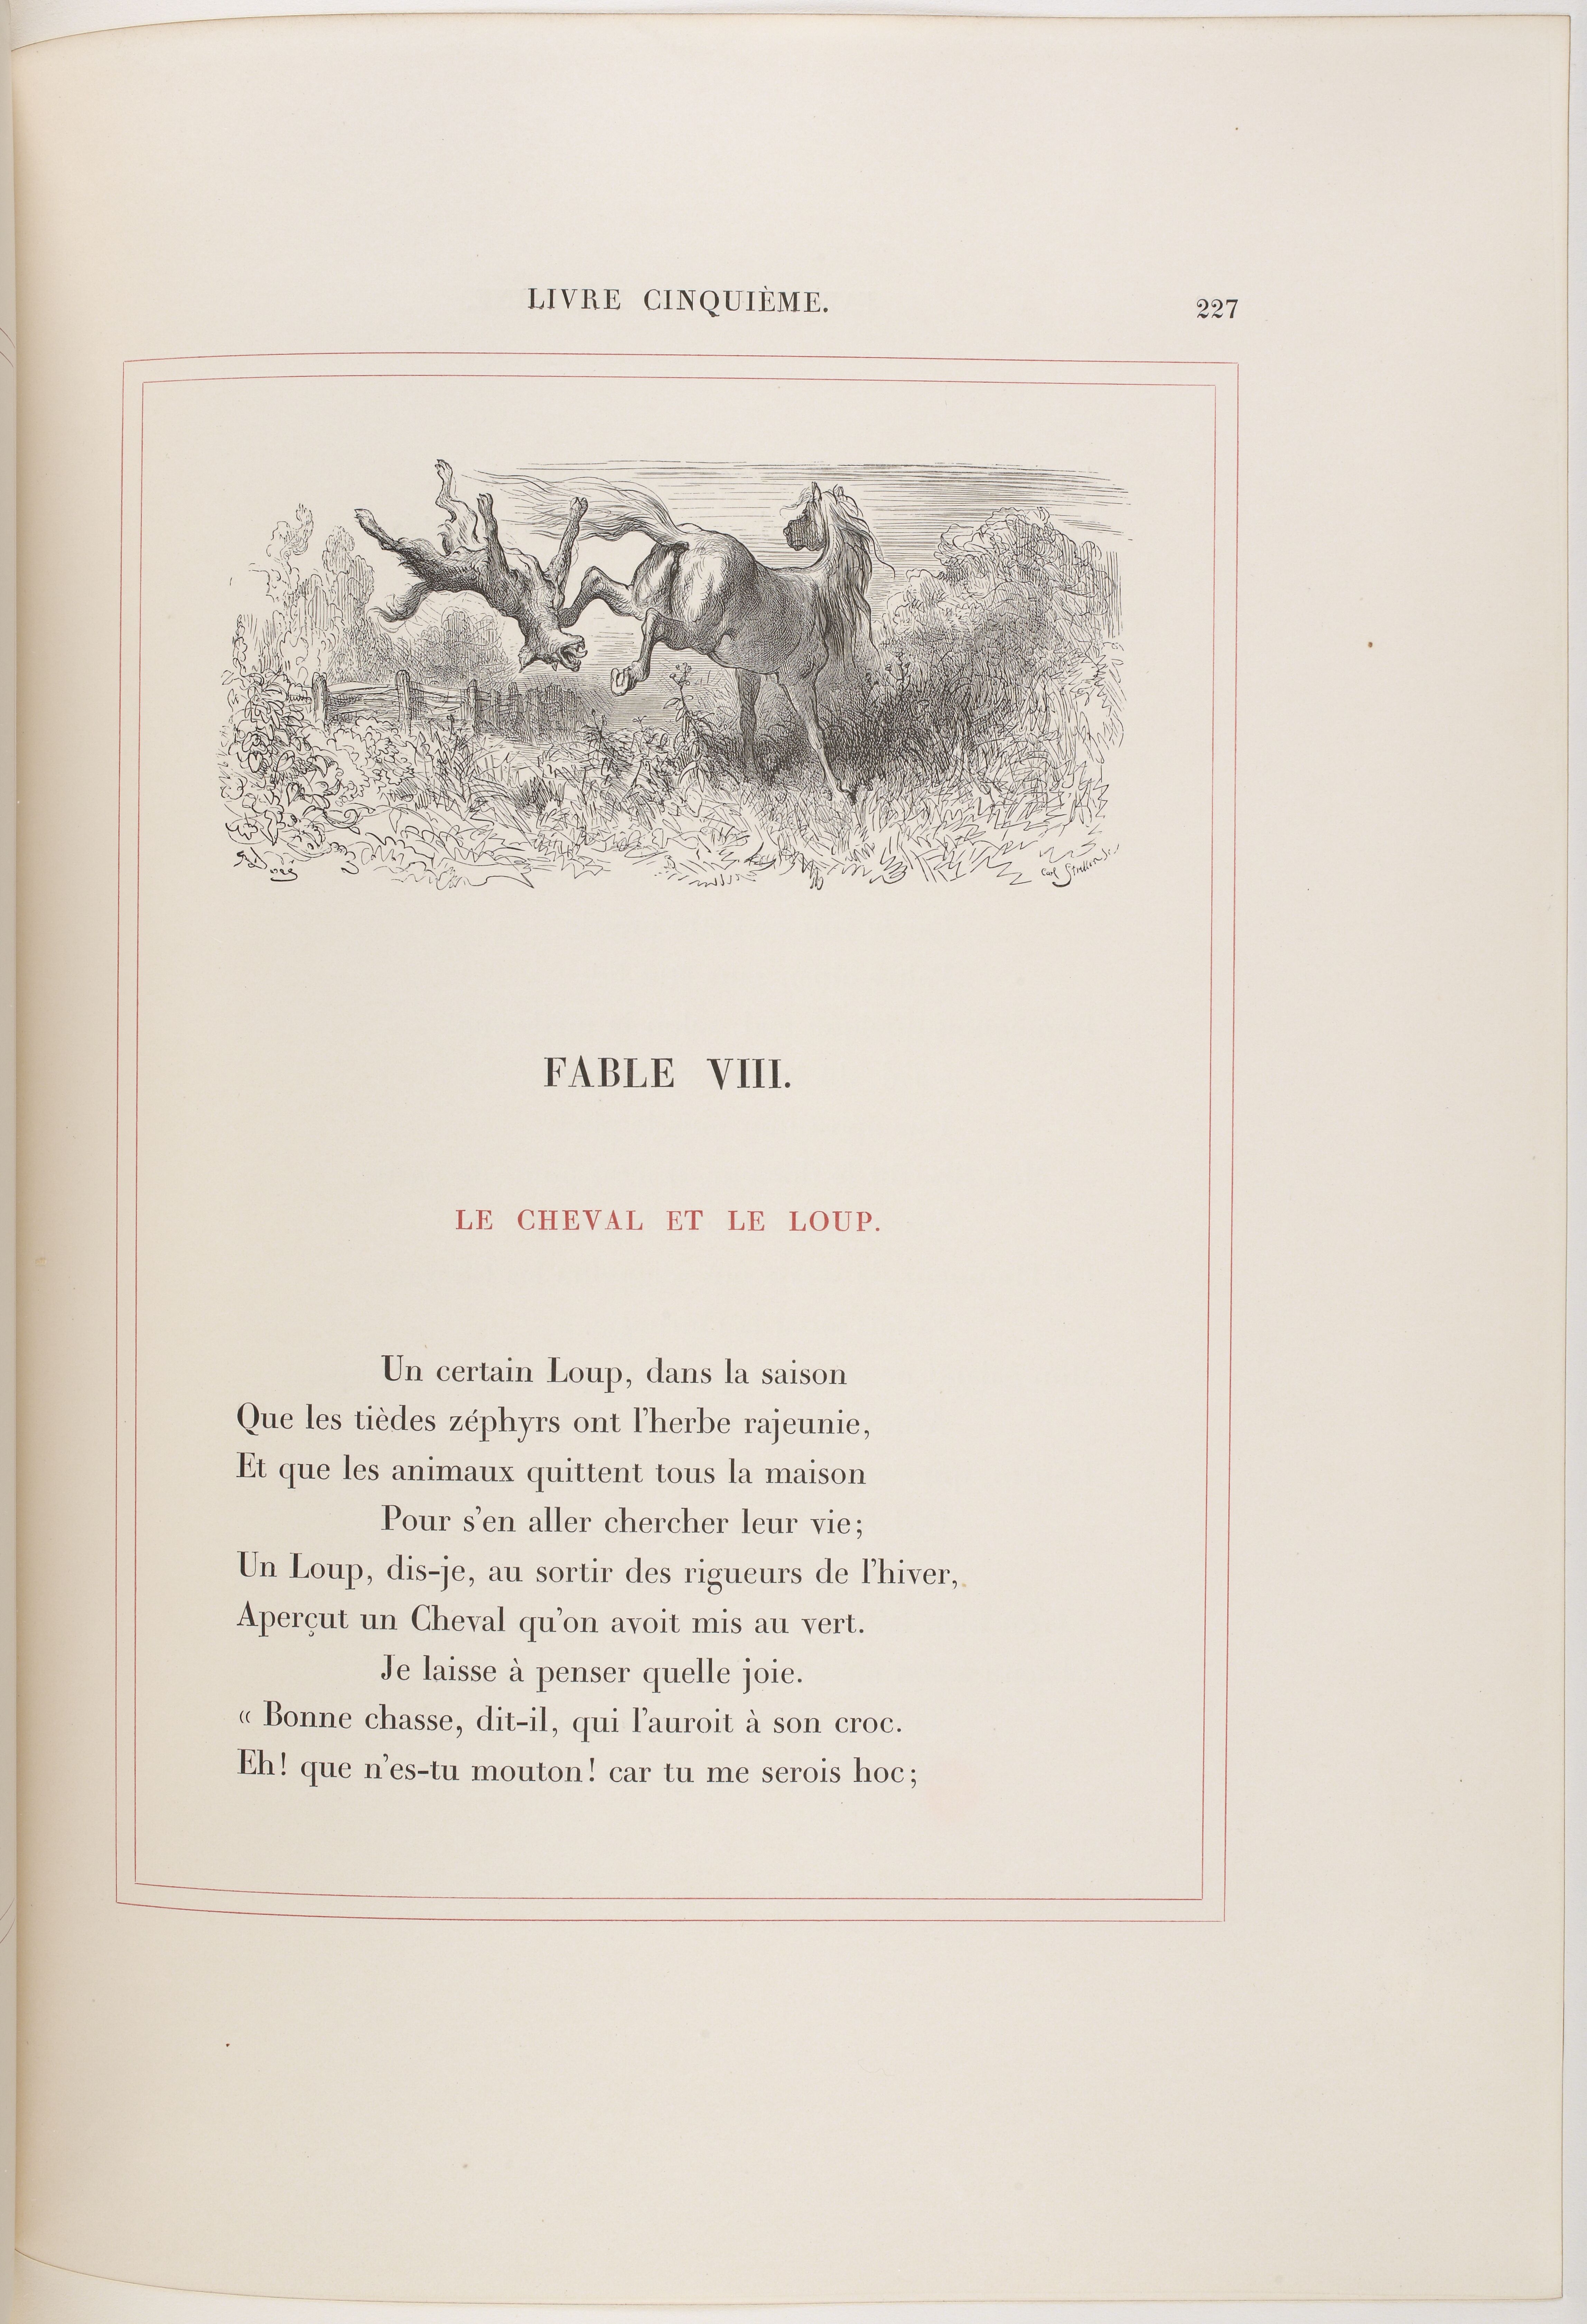 LIVRE CINQUIÈME.
227
FABLE VIII.
LE CHEVAL ET LE LOUP.
Un certain Loup, dans la saison
Que les tièdes zéphyrs ont l'herbe rajeunie,
Et que les animaux quittent tous la maison
Pour s'en aller chercher leur vie;
Un Loup, dis-je, au sortir des rigueurs de l'hiver,
Aperçut un Cheval qu'on avoit mis au vert.
Je laisse à penser quelle joie.
« Bonne chasse, dit-il, qui l'auroit à son croc.
Eh! que n'es-tu mouton! car tu me serois hoc;